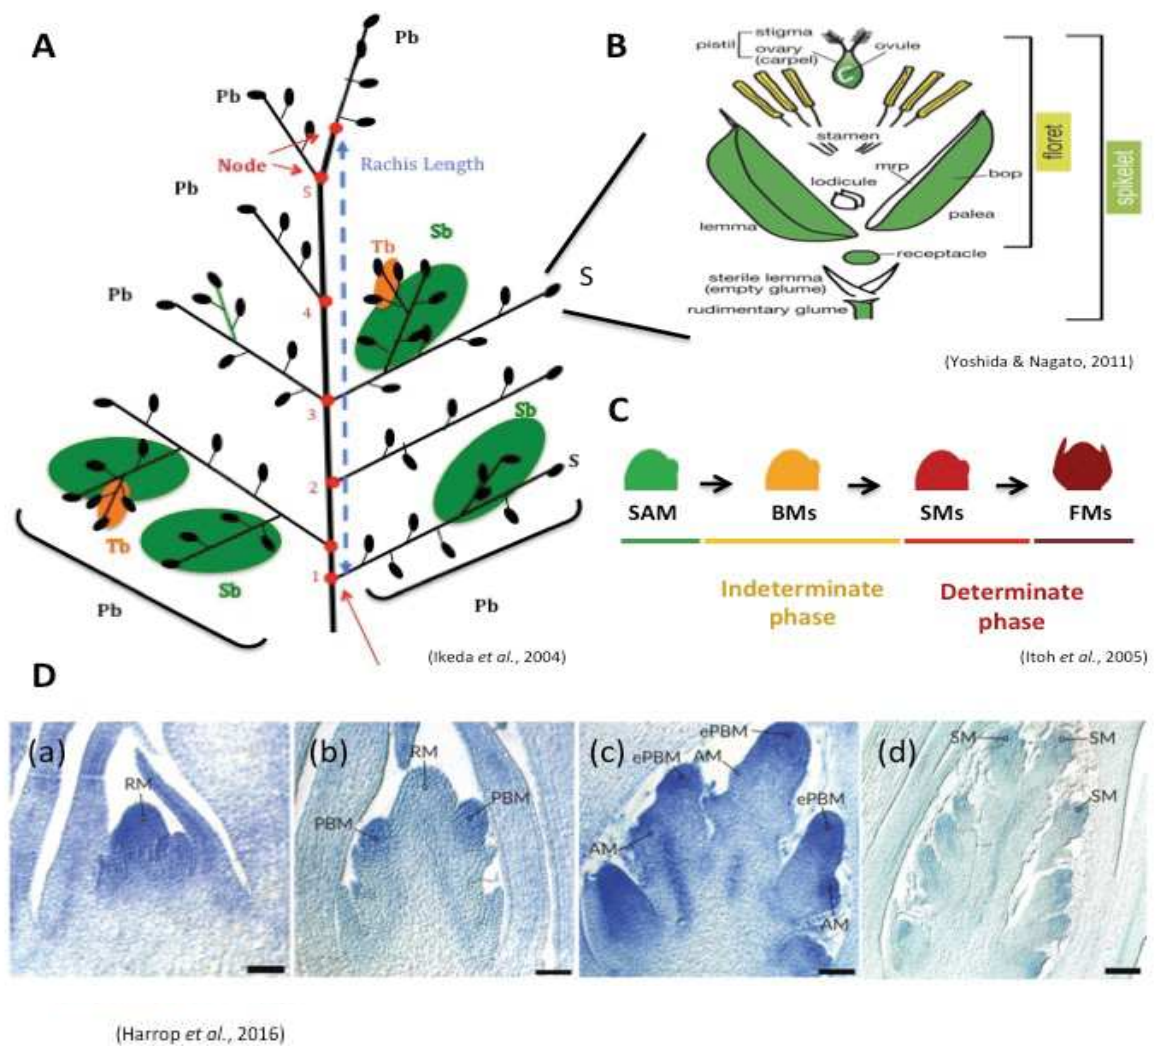 A
Pb
Pb
Node
5
Rachis Length
Pb
Tb
Sb
S
Pb
4
3
Sb
S
2
Tb
Sb
1
Pb
Pb
(Ikeda et al., 2004)
B
stigma
pistil
ovary
(carpel)
ovule
stamen
mrp
lodicule
bop
lemma
palea
receptacle
sterile lemma
(empty glume)
rudimentary glume
floret
spikelet
(Yoshida & Nagato, 2011)
C
SAM
BMs
SMs
FMs
Indeterminate
phase
Determinate
phase
(Itoh et al., 2005)
D
(a)
RM
(b)
RM
PBM
PBM
(c)
ePBM
ePBM
AM
ePBM
AM
AM
(d)
SM
SM
SM
(Harrop et al., 2016)